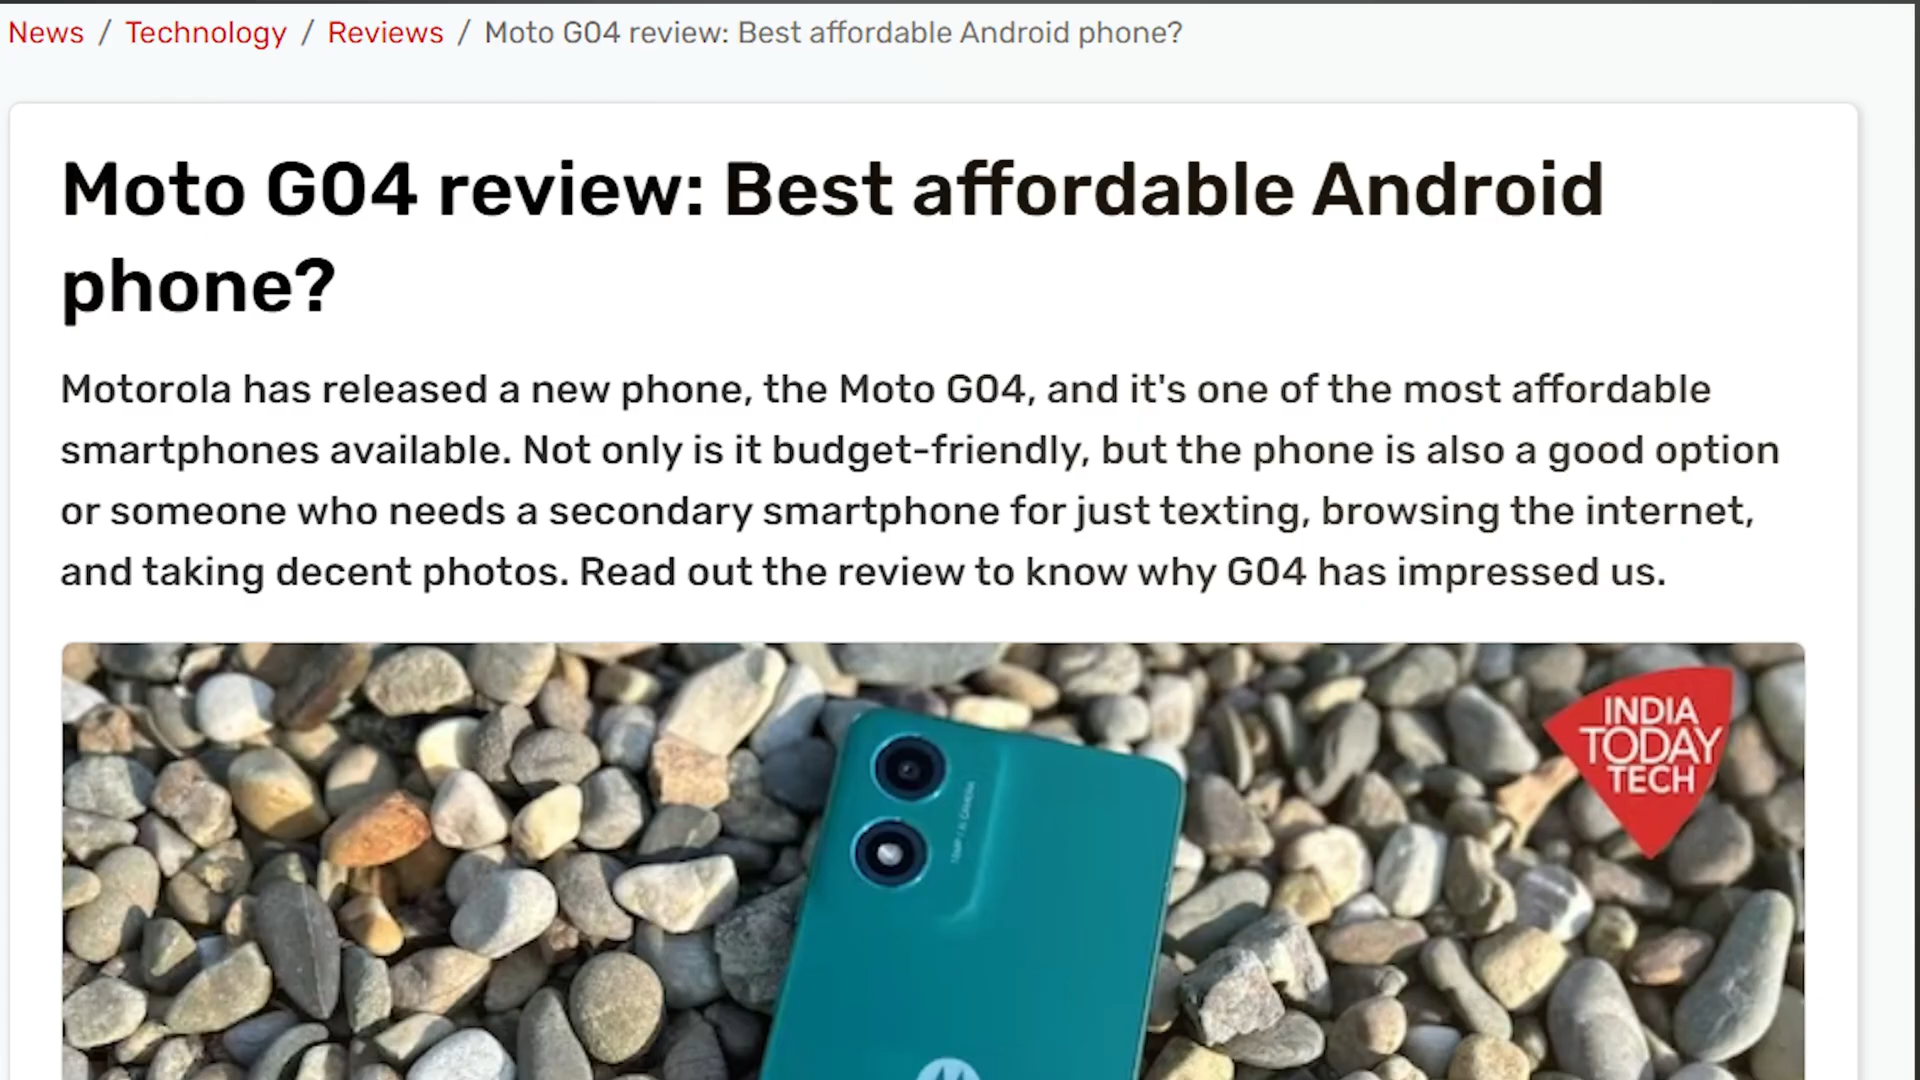 News / Technology / Reviews / Moto G04 review: Best affordable Android phone?
Moto G04 review: Best affordable Android
phone?
Motorola has released a new phone, the Moto G04, and it's one of the most affordable
smartphones available. Not only is it budget-friendly, but the phone is also a good option
or someone who needs a secondary smartphone for just texting, browsing the internet,
and taking decent photos. Read out the review to know why G04 has impressed us.
INDIA
TODAY
TECH